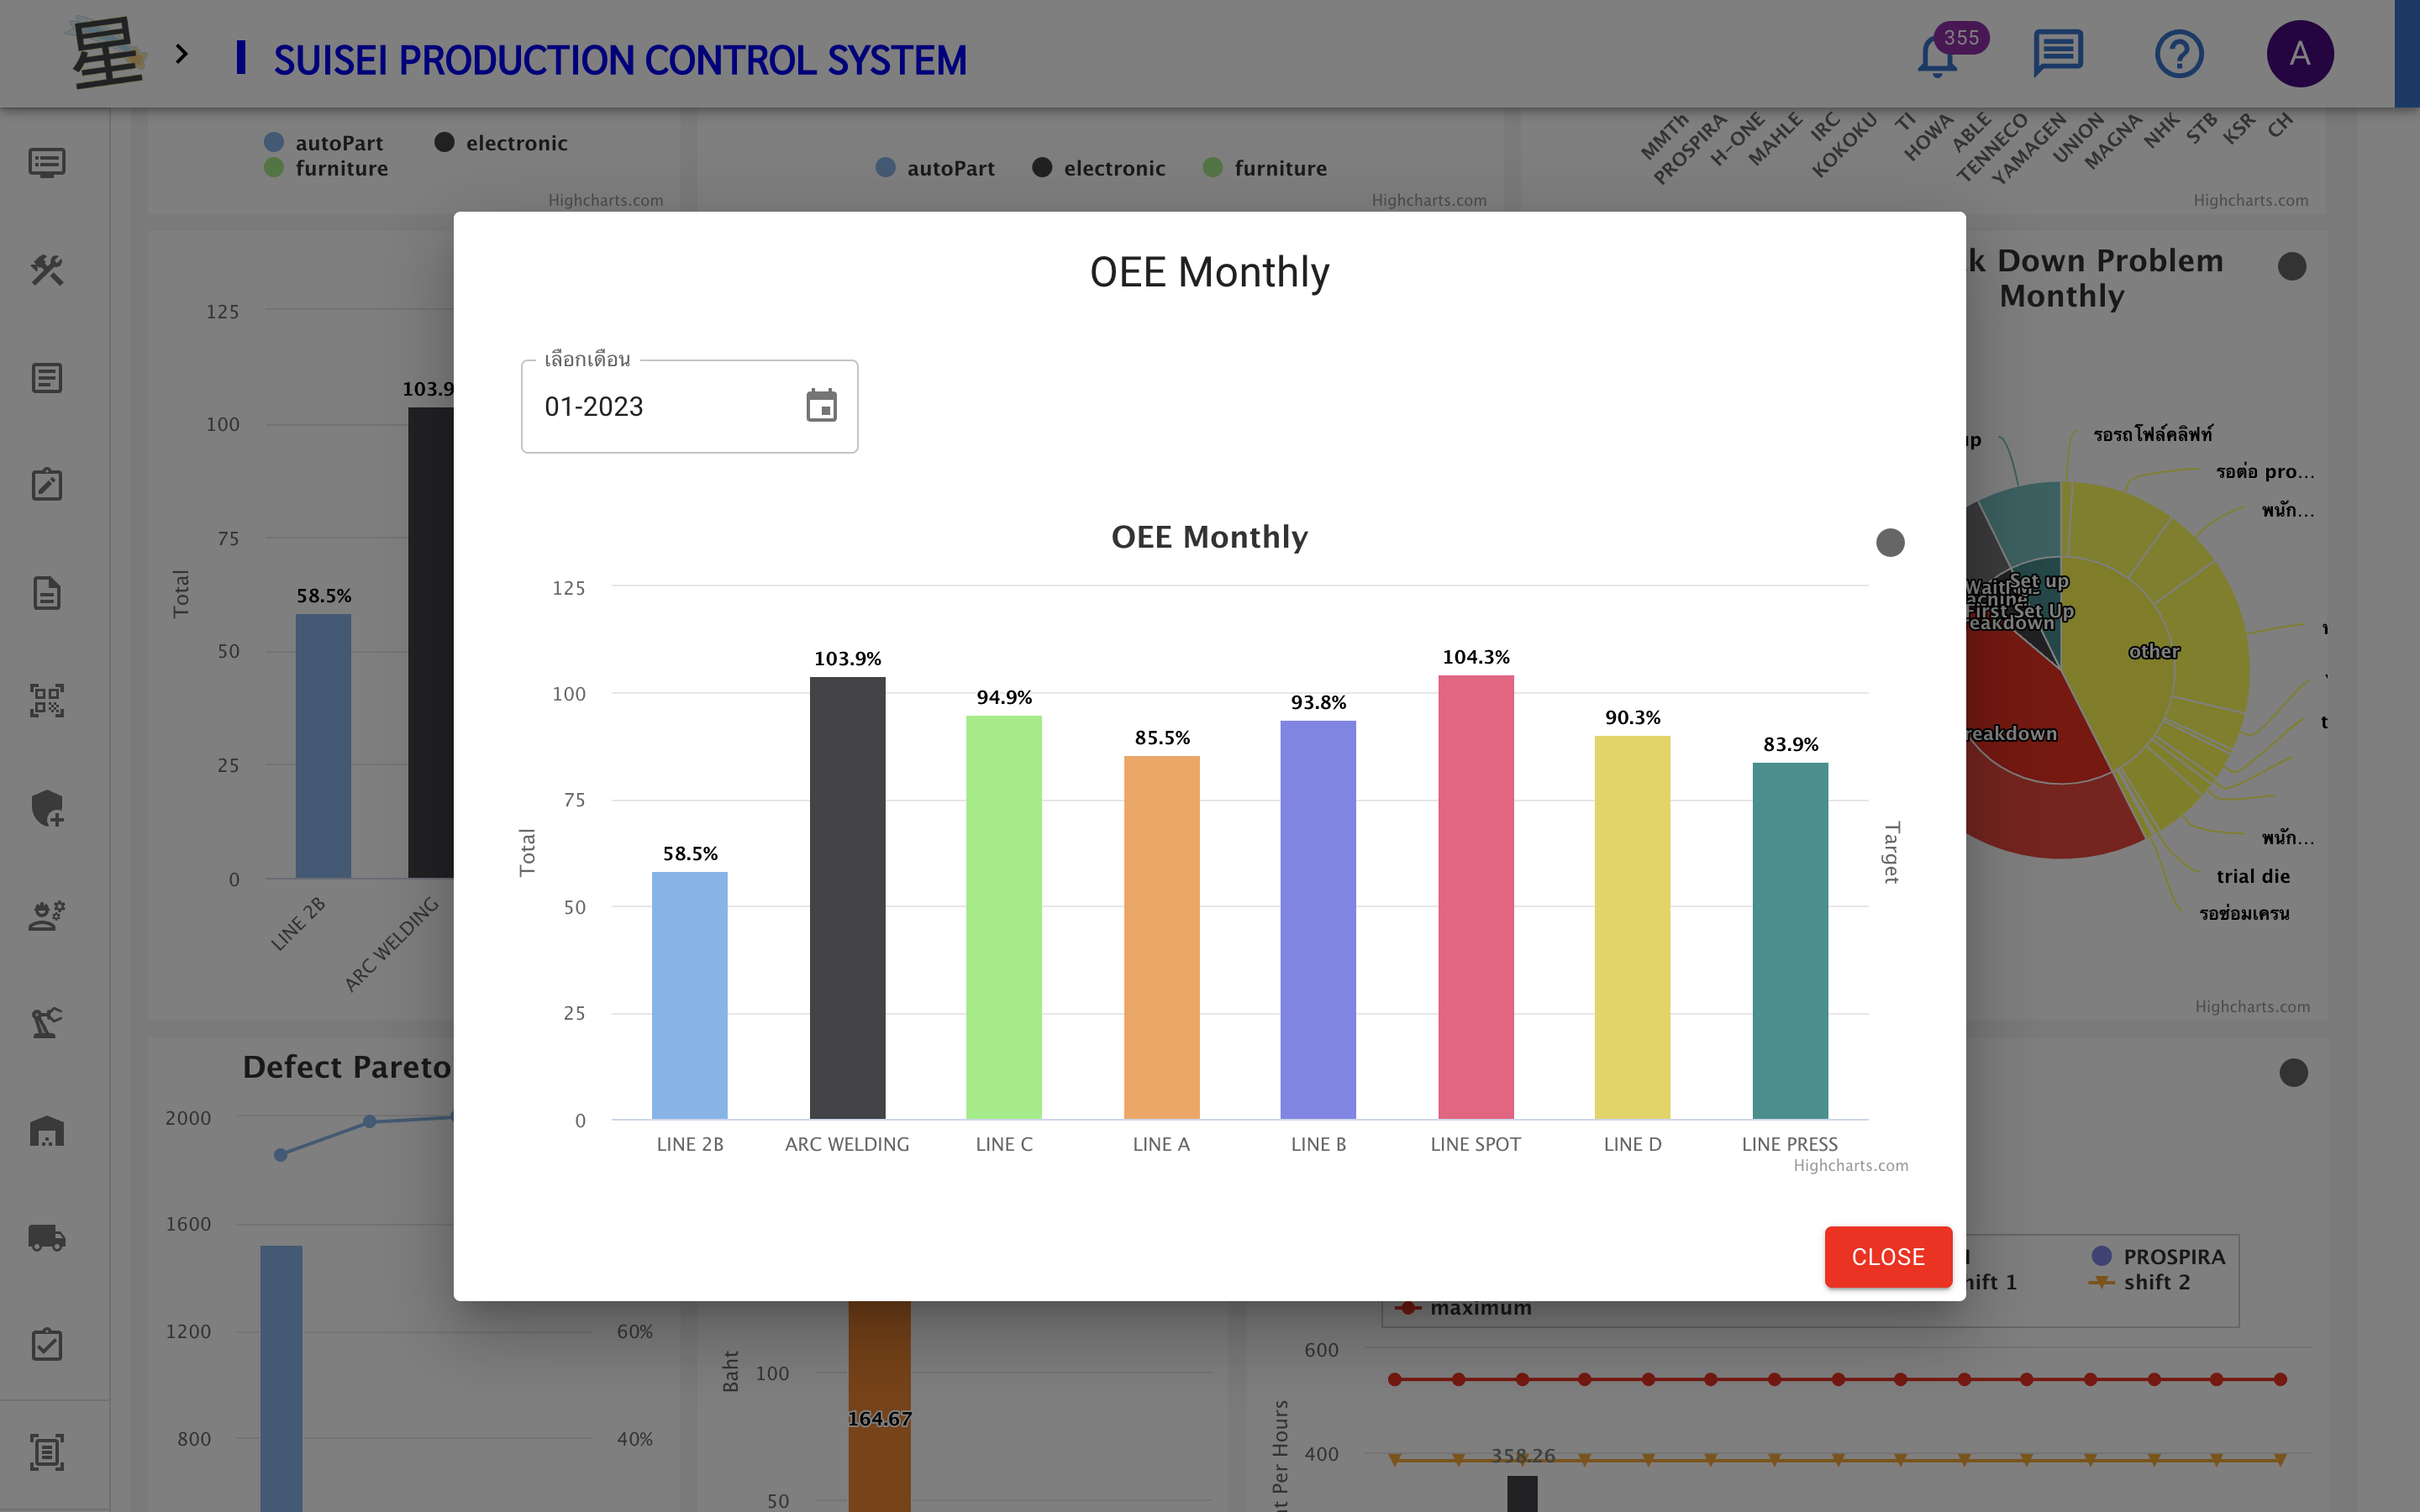 星
SUISEI PRODUCTION CONTROL SYSTEM
355
A
autoPart
electronic
furniture
Highcharts.com
autoPart
electronic
furniture
Highcharts.com
MMTh
PROSPIRA
H-ONE
MAHLE
IRC
KOKOKU
TI
HOWA
ABLE
TENNECO
YAMAGEN
UNION
MAGNA
NHK
STB
KSR
CH
Highcharts.com
125
100
75
50
25
0
Total
58.5%
103.9
LINE 2B
ARC WELDING
OEE Monthly
เลือกเดือน
01-2023
OEE Monthly
125
100
75
50
25
0
Total
Target
58.5%
103.9%
94.9%
85.5%
93.8%
104.3%
90.3%
83.9%
LINE 2B
ARC WELDING
LINE C
LINE A
LINE B
LINE SPOT
LINE D
LINE PRESS
Highcharts.com
CLOSE
k Down Problem
Monthly
up
รอรถโฟล์คลิฟท์
รอต่อ pro...
พนัก...
Set up
First Set Up
reakdown
other
reakdown
t
พนัก...
trial die
รอซ่อมเครน
Highcharts.com
Defect Pareto
2000
1600
1200
800
60%
40%
Baht
100
50
164.67
PROSPIRA
hift 1
shift 2
maximum
600
400
t Per Hours
358.26